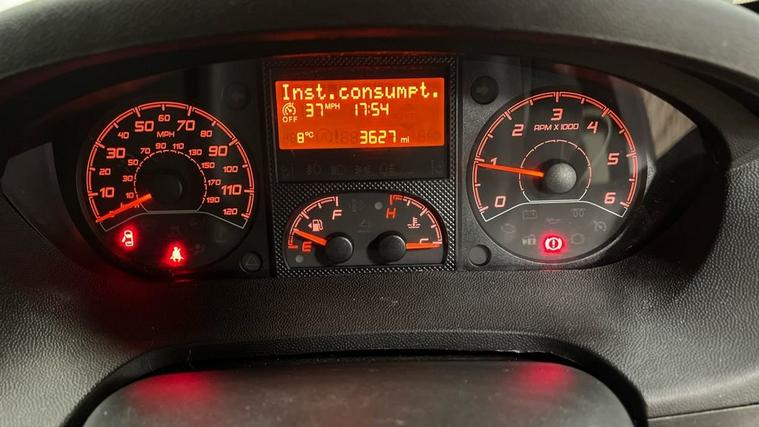 Inst.consumpt.
OFF 37 MPH 17:54
8°C 3627 mi
10 30 50 70 90 110
20 40 60 80 100 120
MPH
10 30 50 70 100 130 150 170 190
F
E
H
C
0 1 2 3 4 5 6
RPM X 1000